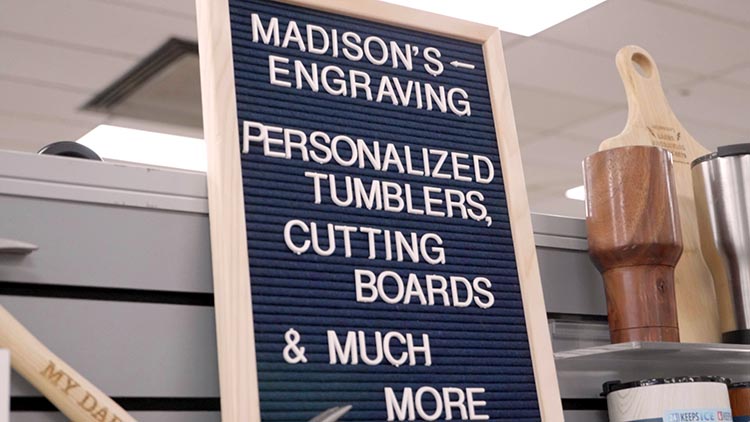 MADISON'S
ENGRAVING
PERSONALIZED
TUMBLERS,
CUTTING
BOARDS
& MUCH
MORE
MY DAD
KEEPS ICE